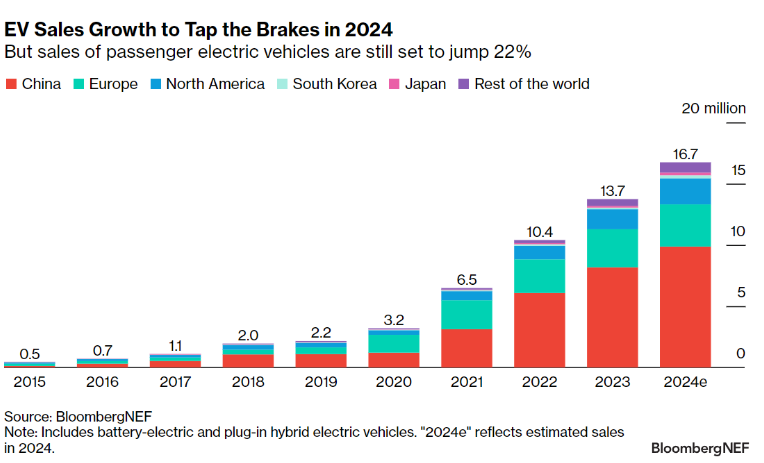 EV Sales Growth to Tap the Brakes in 2024
But sales of passenger electric vehicles are still set to jump 22%
China Europe North America South Korea Japan Rest of the world
20 million
16.7
15
13.7
10.4
10
6.5
5
3.2
2.2
2.0
1.1
0.7
0.5
0
2015 2016 2017 2018 2019 2020 2021 2022 2023 2024e
Source: BloombergNEF
Note: Includes battery-electric and plug-in hybrid electric vehicles. "2024e" reflects estimated sales
in 2024.
BloombergNEF